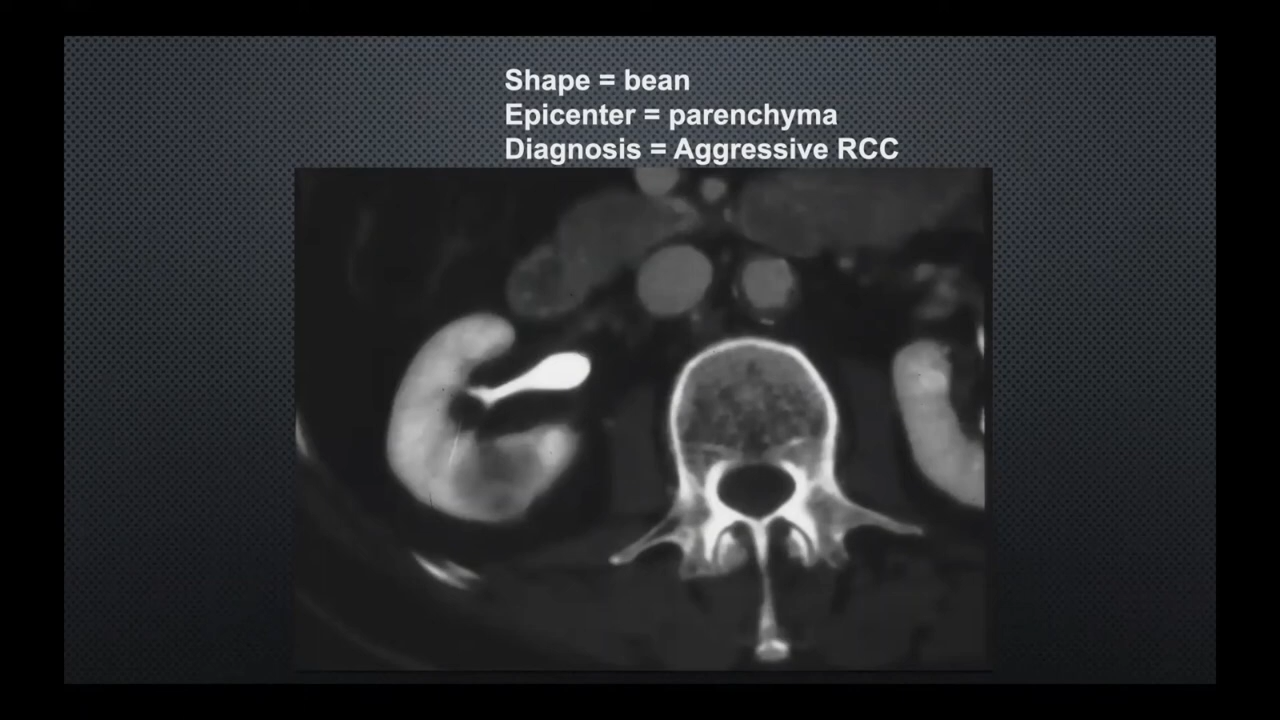 Shape = bean
Epicenter = parenchyma
Diagnosis = Aggressive RCC